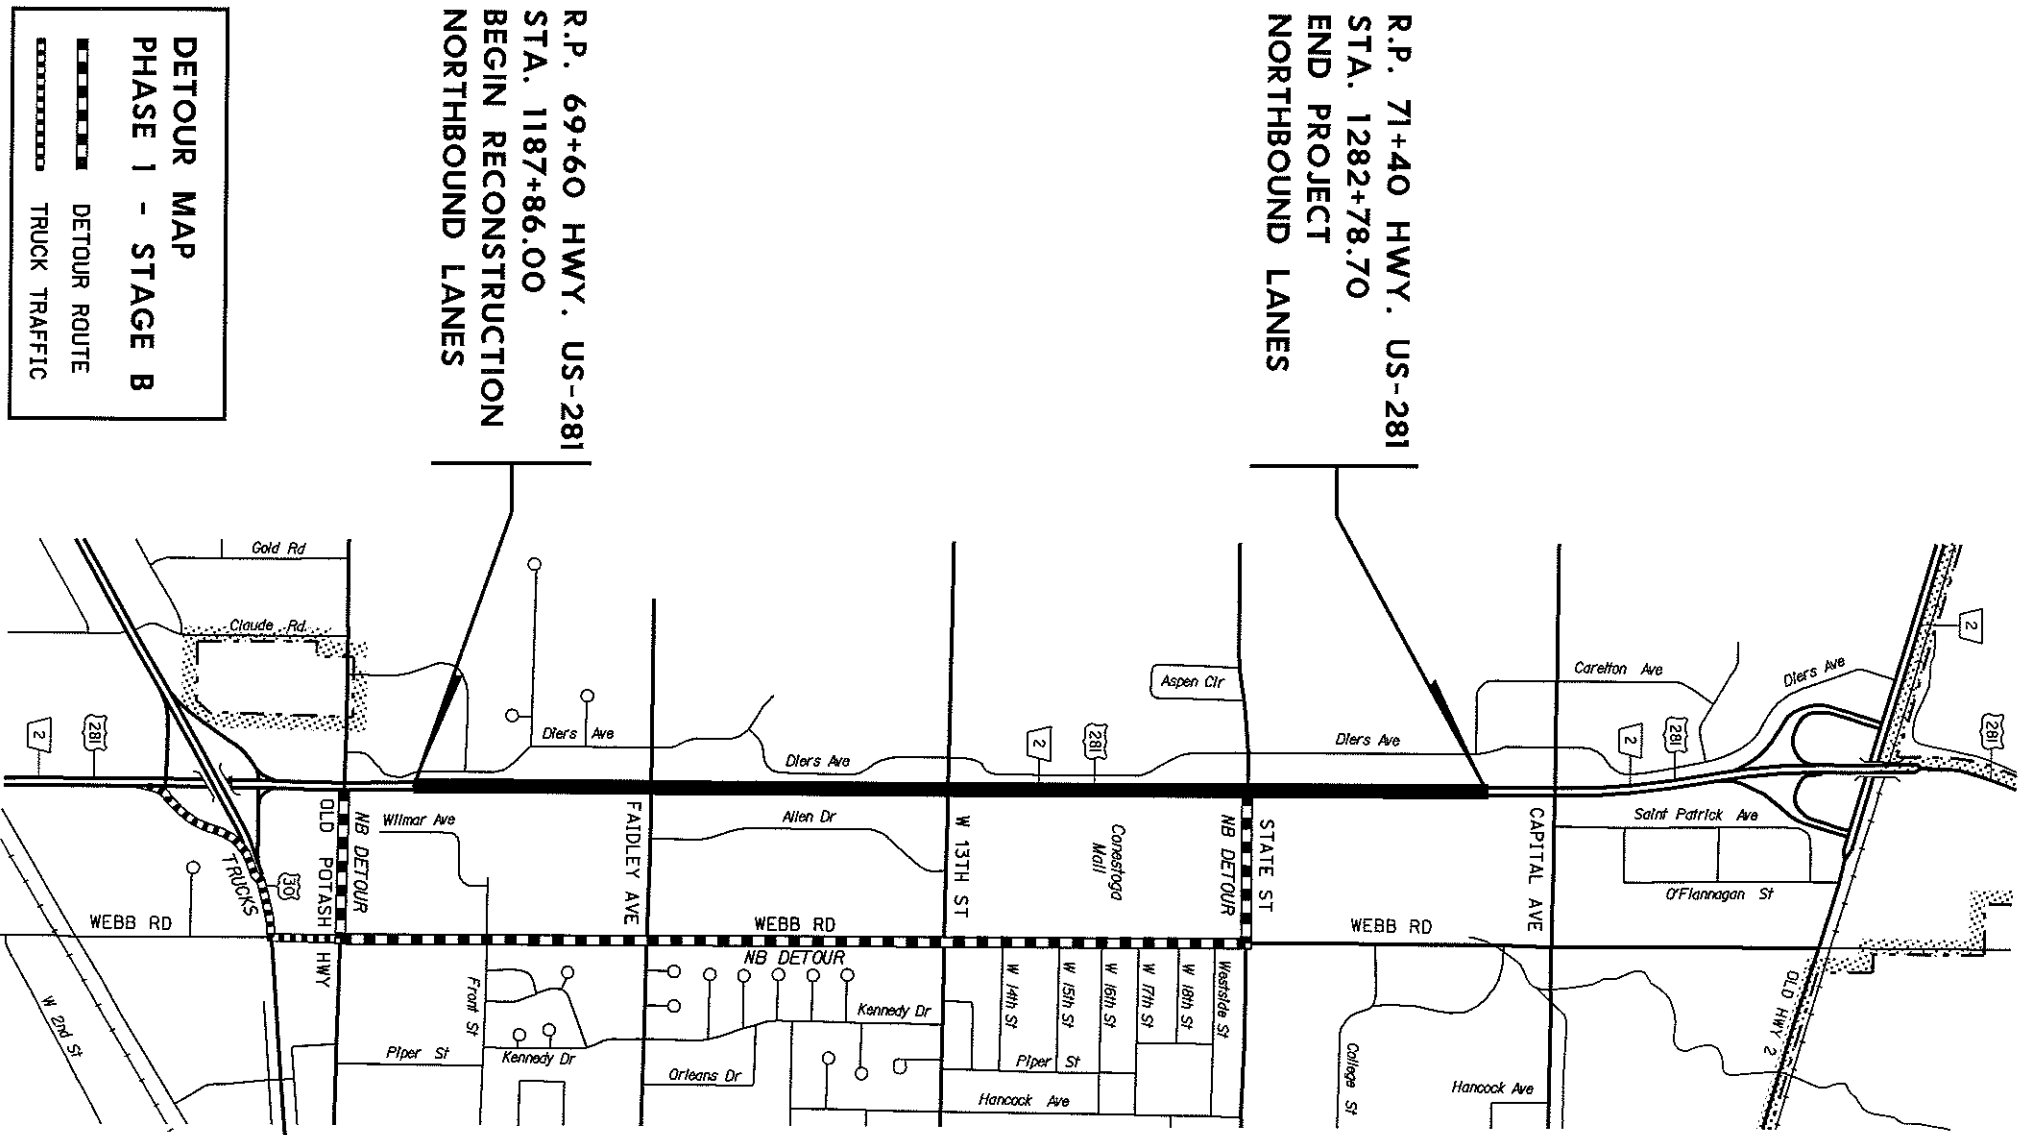 R.P. 71+40 HWY. US-281
STA. 1282+78.70
END PROJECT
NORTHBOUND LANES
R.P. 69+60 HWY. US-281
STA. 1187+86.00
BEGIN RECONSTRUCTION
NORTHBOUND LANES
DETOUR MAP
PHASE 1 - STAGE B
DETOUR ROUTE
TRUCK TRAFFIC
Gold Rd
Claude Rd.
2
281
Diers Ave
Diers Ave
2
281
Aspen Cir
Diers Ave
Carelton Ave
Diers Ave
2
281
2
281
OLD POTASH HWY
NB DETOUR
Wilmar Ave
FAIDLEY AVE
Allen Dr
W 13TH ST
Conestoga
Mall
NB DETOUR
STATE ST
CAPITAL AVE
Saint Patrick Ave
O'Flannagan St
TRUCKS
30
WEBB RD
WEBB RD
NB DETOUR
WEBB RD
W 2nd St
Front St
Piper St
Kennedy Dr
Orleans Dr
Kennedy Dr
W 14th St
W 15th St
W 16th St
W 17th St
W 18th St
Westside St
Piper St
Hancock Ave
College St
Hancock Ave
OLD HWY 2